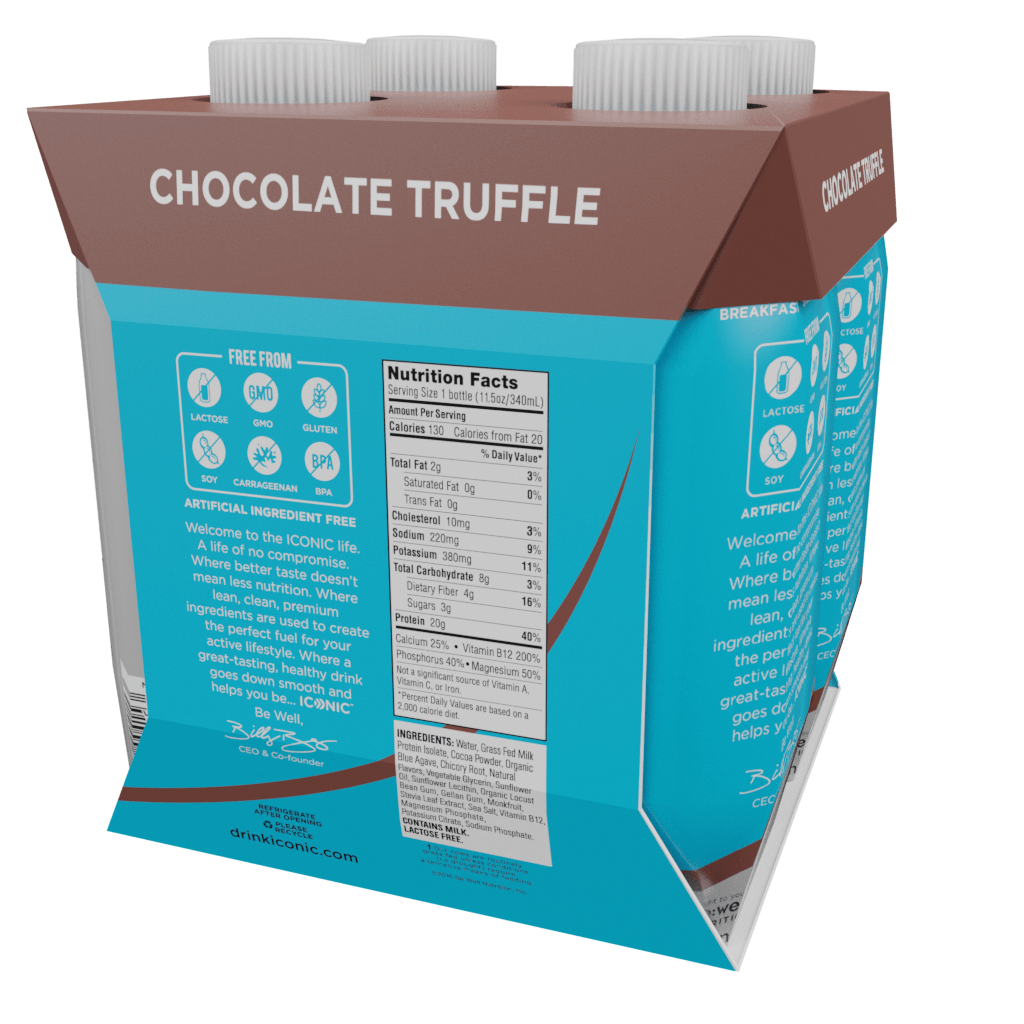 CHOCOLATE TRUFFLE
CHOCOLATE TRUFFLE
FREE FROM
LACTOSE
GMO
GMO
GLUTEN
SOY
CARRAGEENAN
BPA
BPA
ARTIFICIAL INGREDIENT FREE
Welcome to the ICONIC life.
A life of no compromise.
Where better taste doesn't
mean less nutrition. Where
lean, clean, premium
ingredients are used to create
the perfect fuel for your
active lifestyle. Where a
great-tasting, healthy drink
goes down smooth and
helps you be... ICONIC™
Be Well,
Billy Bosco
CEO & Co-founder
REFRIGERATE
AFTER OPENING
PLEASE
RECYCLE
drinkiconic.com
Nutrition Facts
Serving Size 1 bottle (11.5oz/340mL)
Amount Per Serving
Calories 130 Calories from Fat 20
% Daily Value*
Total Fat 2g 3%
Saturated Fat 0g 0%
Trans Fat 0g
Cholesterol 10mg 3%
Sodium 220mg 9%
Potassium 380mg 11%
Total Carbohydrate 8g 3%
Dietary Fiber 4g 16%
Sugars 3g
Protein 20g 40%
Calcium 25% • Vitamin B12 200%
Phosphorus 40% • Magnesium 50%
Not a significant source of Vitamin A,
Vitamin C, or Iron.
*Percent Daily Values are based on a
2,000 calorie diet.
INGREDIENTS: Water, Grass Fed Milk
Protein Isolate, Cocoa Powder, Organic
Blue Agave, Chicory Root, Natural
Flavors, Vegetable Glycerin, Sunflower
Oil, Sunflower Lecithin, Organic Locust
Bean Gum, Gellan Gum, Monkfruit,
Stevia Leaf Extract, Sea Salt, Vitamin B12,
Magnesium Phosphate,
Potassium Citrate, Sodium Phosphate.
CONTAINS MILK.
LACTOSE FREE.
BREAKFAS
LACTOSE
SOY
ARTIFICIA
Welcome
A life of
Where be
mean les
lean, c
ingredient
the per
active l
great-tas
goes do
helps y
CEO